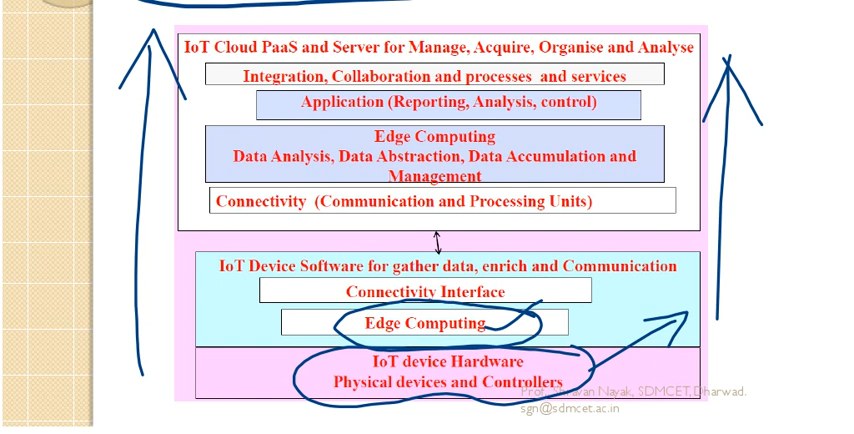 IoT Cloud PaaS and Server for Manage, Acquire, Organise and Analyse
Integration, Collaboration and processes and services
Application (Reporting, Analysis, control)
Edge Computing
Data Analysis, Data Abstraction, Data Accumulation and
Management
Connectivity (Communication and Processing Units)
IoT Device Software for gather data, enrich and Communication
Connectivity Interface
Edge Computing
IoT device Hardware
Physical devices and Controllers
Prof. Shravan Nayak, SDMCET, Dharwad.
sgn@sdmcet.ac.in